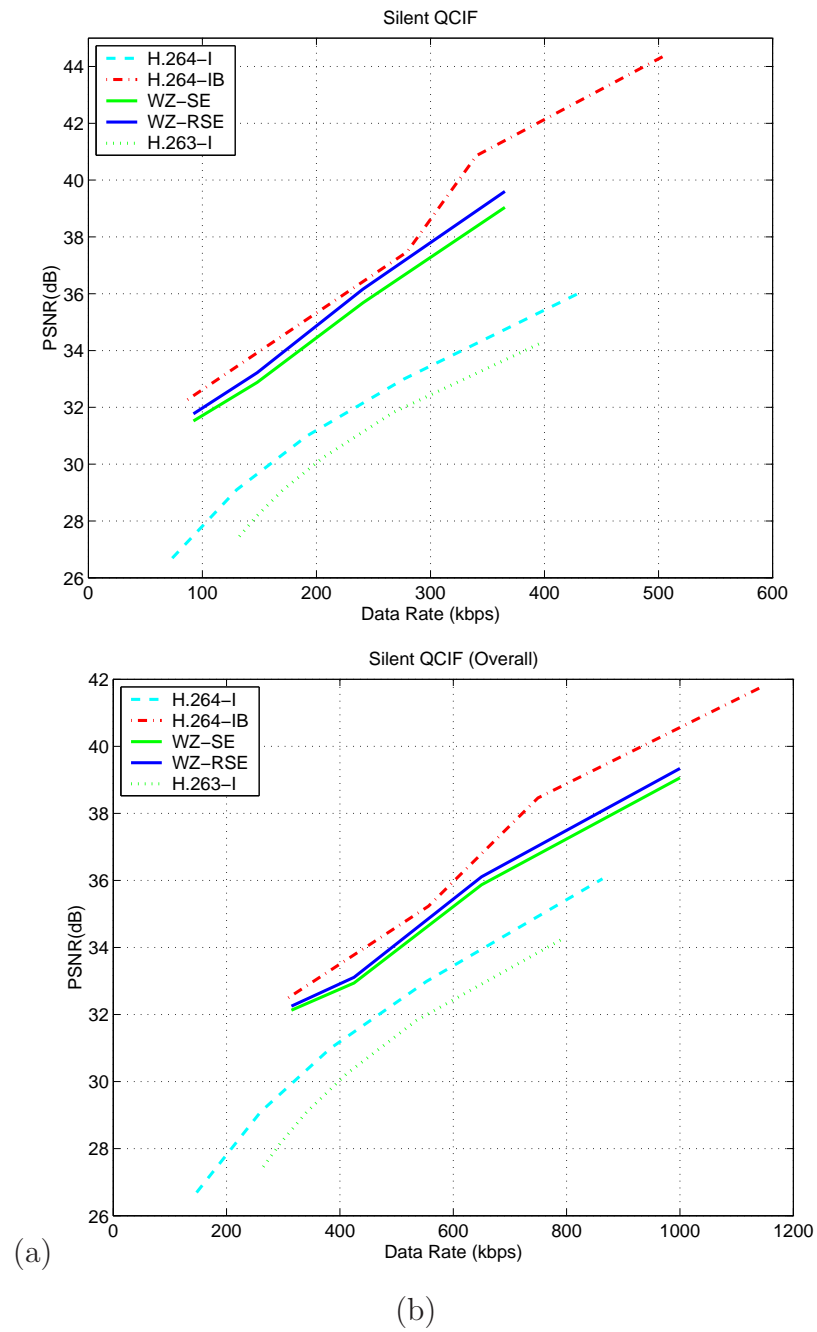 Silent QCIF
H.264−I
H.264−IB
WZ−SE
WZ−RSE
H.263−I
PSNR(dB)
44
42
40
38
36
34
32
30
28
26
0 100 200 300 400 500 600
Data Rate (kbps)
Silent QCIF (Overall)
H.264−I
H.264−IB
WZ−SE
WZ−RSE
H.263−I
PSNR(dB)
42
40
38
36
34
32
30
28
26
0 200 400 600 800 1000 1200
Data Rate (kbps)
(a)
(b)